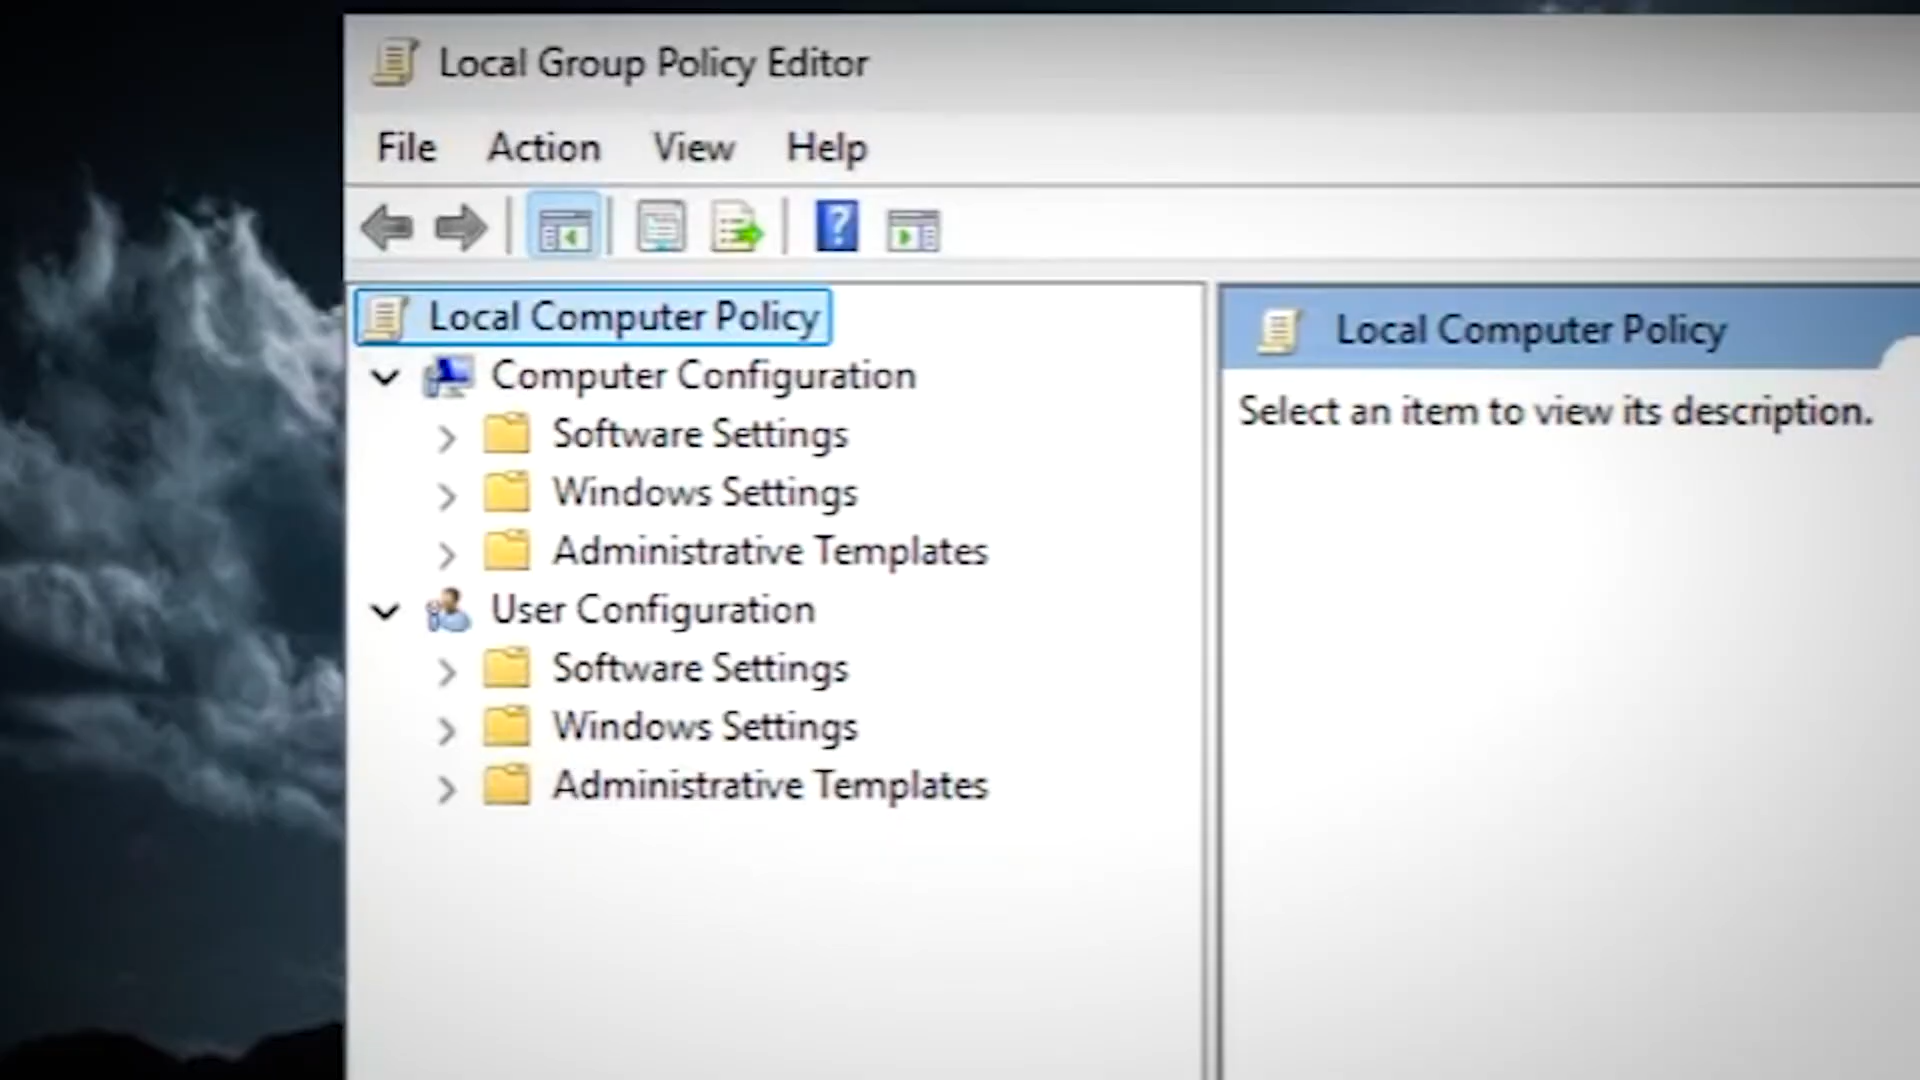 Local Group Policy Editor
File Action View Help
Local Computer Policy
Computer Configuration
Software Settings
Windows Settings
Administrative Templates
User Configuration
Software Settings
Windows Settings
Administrative Templates
Local Computer Policy
Select an item to view its description.